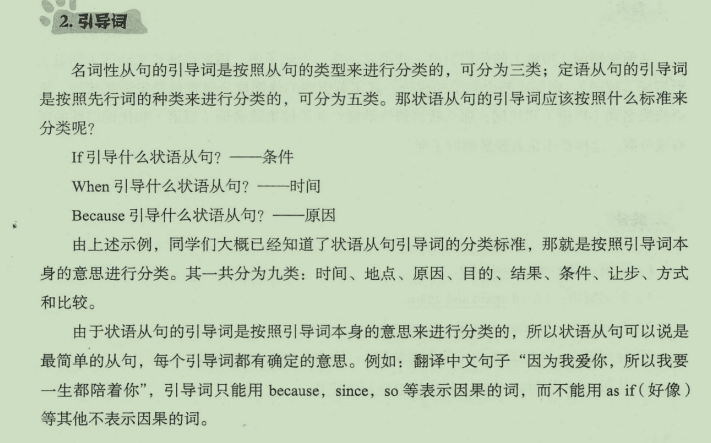 2. 引导词
名词性从句的引导词是按照从句的类型来进行分类的，可分为三类；定语从句的引导词
是按照先行词的种类来进行分类的，可分为五类。那状语从句的引导词应该按照什么标准来
分类呢？
If 引导什么状语从句？——条件
When 引导什么状语从句？——时间
Because 引导什么状语从句？——原因
由上述示例，同学们大概已经知道了状语从句引导词的分类标准，那就是按照引导词本
身的意思进行分类。其一共分为九类：时间、地点、原因、目的、结果、条件、让步、方式
和比较。
由于状语从句的引导词是按照引导词本身的意思来进行分类的，所以状语从句可以说是
最简单的从句，每个引导词都有确定的意思。例如：翻译中文句子“因为我爱你，所以我要
一生都陪着你”，引导词只能用 because，since，so 等表示因果的词，而不能用 as if（好像）
等其他不表示因果的词。